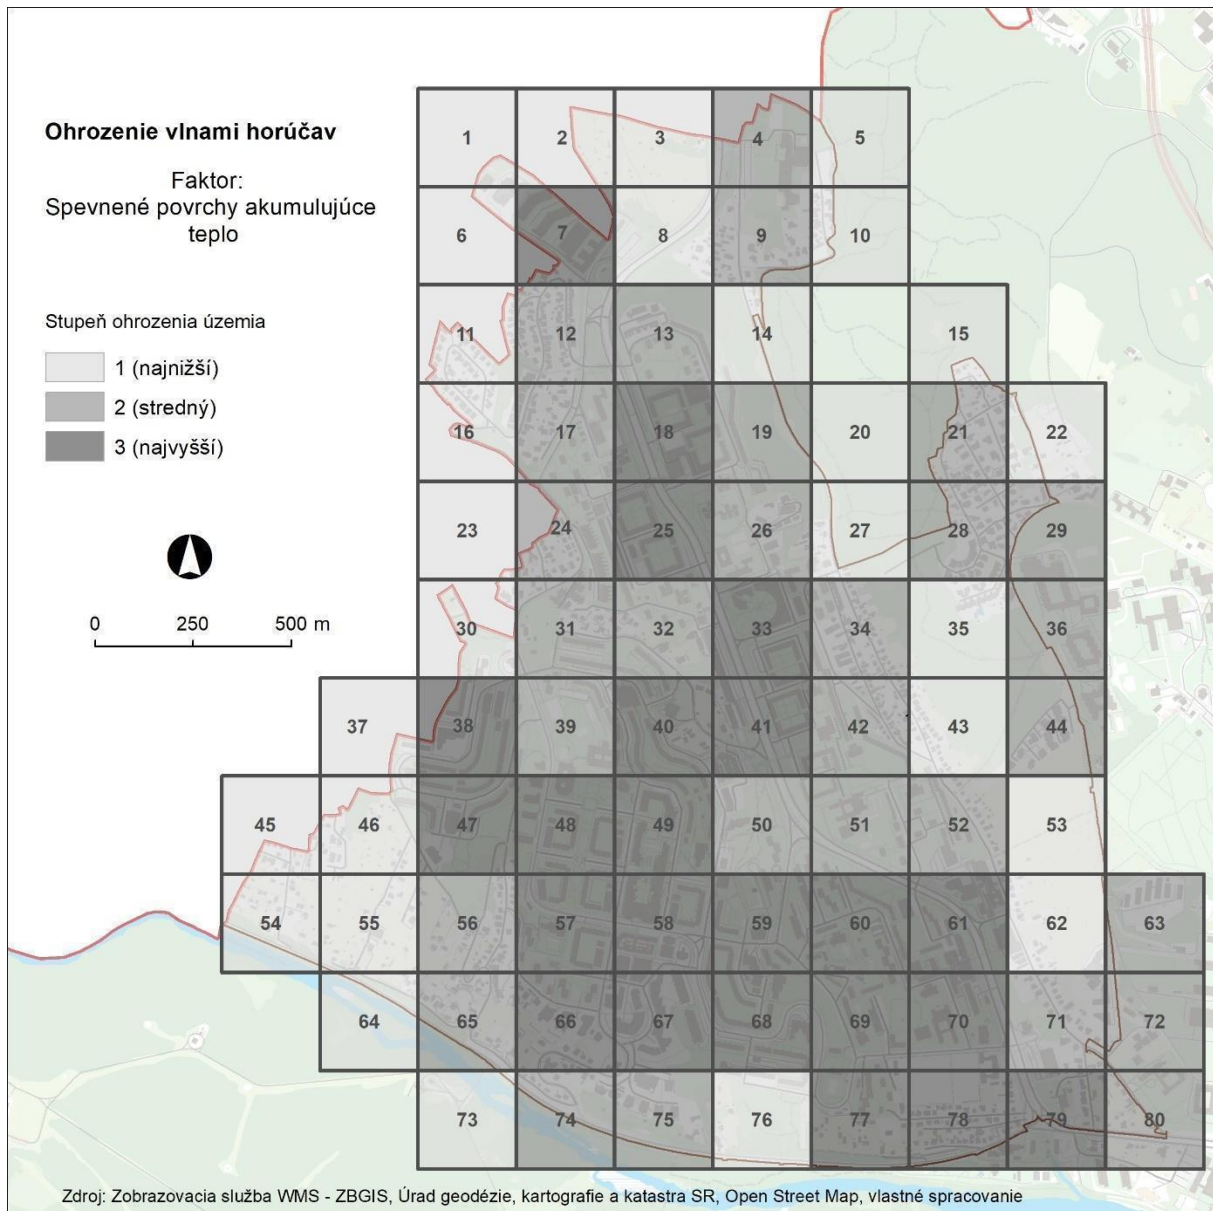 Ohrozenie vlnami horúčav
Faktor:
Spevnené povrchy akumulujúce
teplo
Stupeň ohrozenia územia
1 (najnižší)
2 (stredný)
3 (najvyšší)
0 250 500 m
1 2 3 4 5
6 7 8 9 10
11 12 13 14 15
16 17 18 19 20 21 22
23 24 25 26 27 28 29
30 31 32 33 34 35 36
37 38 39 40 41 42 43 44
45 46 47 48 49 50 51 52 53
54 55 56 57 58 59 60 61 62 63
64 65 66 67 68 69 70 71 72
73 74 75 76 77 78 79 80
Zdroj: Zobrazovacia služba WMS - ZBGIS, Úrad geodézie, kartografie a katastra SR, Open Street Map, vlastné spracovanie